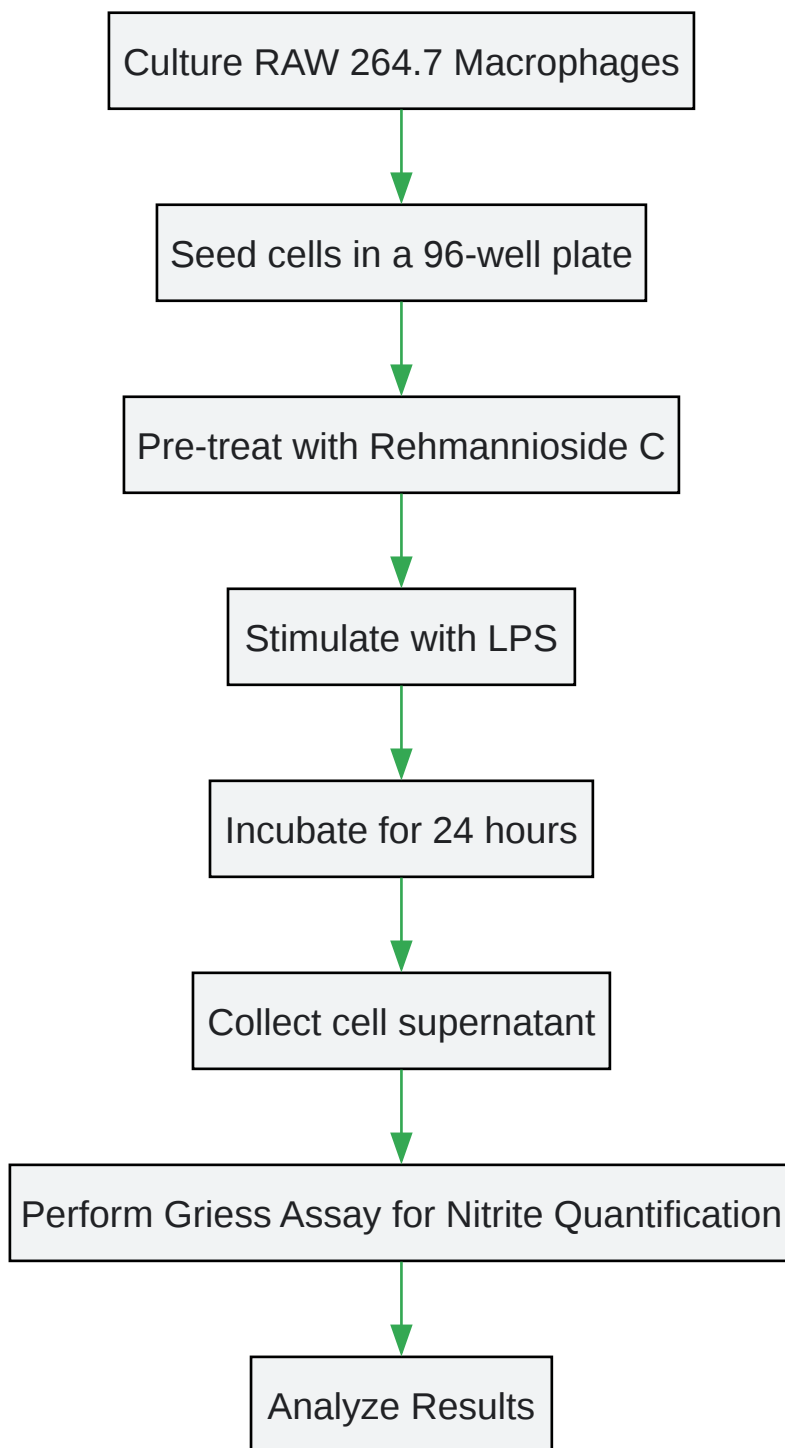 Culture RAW 264.7 Macrophages
Seed cells in a 96-well plate
Pre-treat with Rehmannioside C
Stimulate with LPS
Incubate for 24 hours
Collect cell supernatant
Perform Griess Assay for Nitrite Quantification
Analyze Results